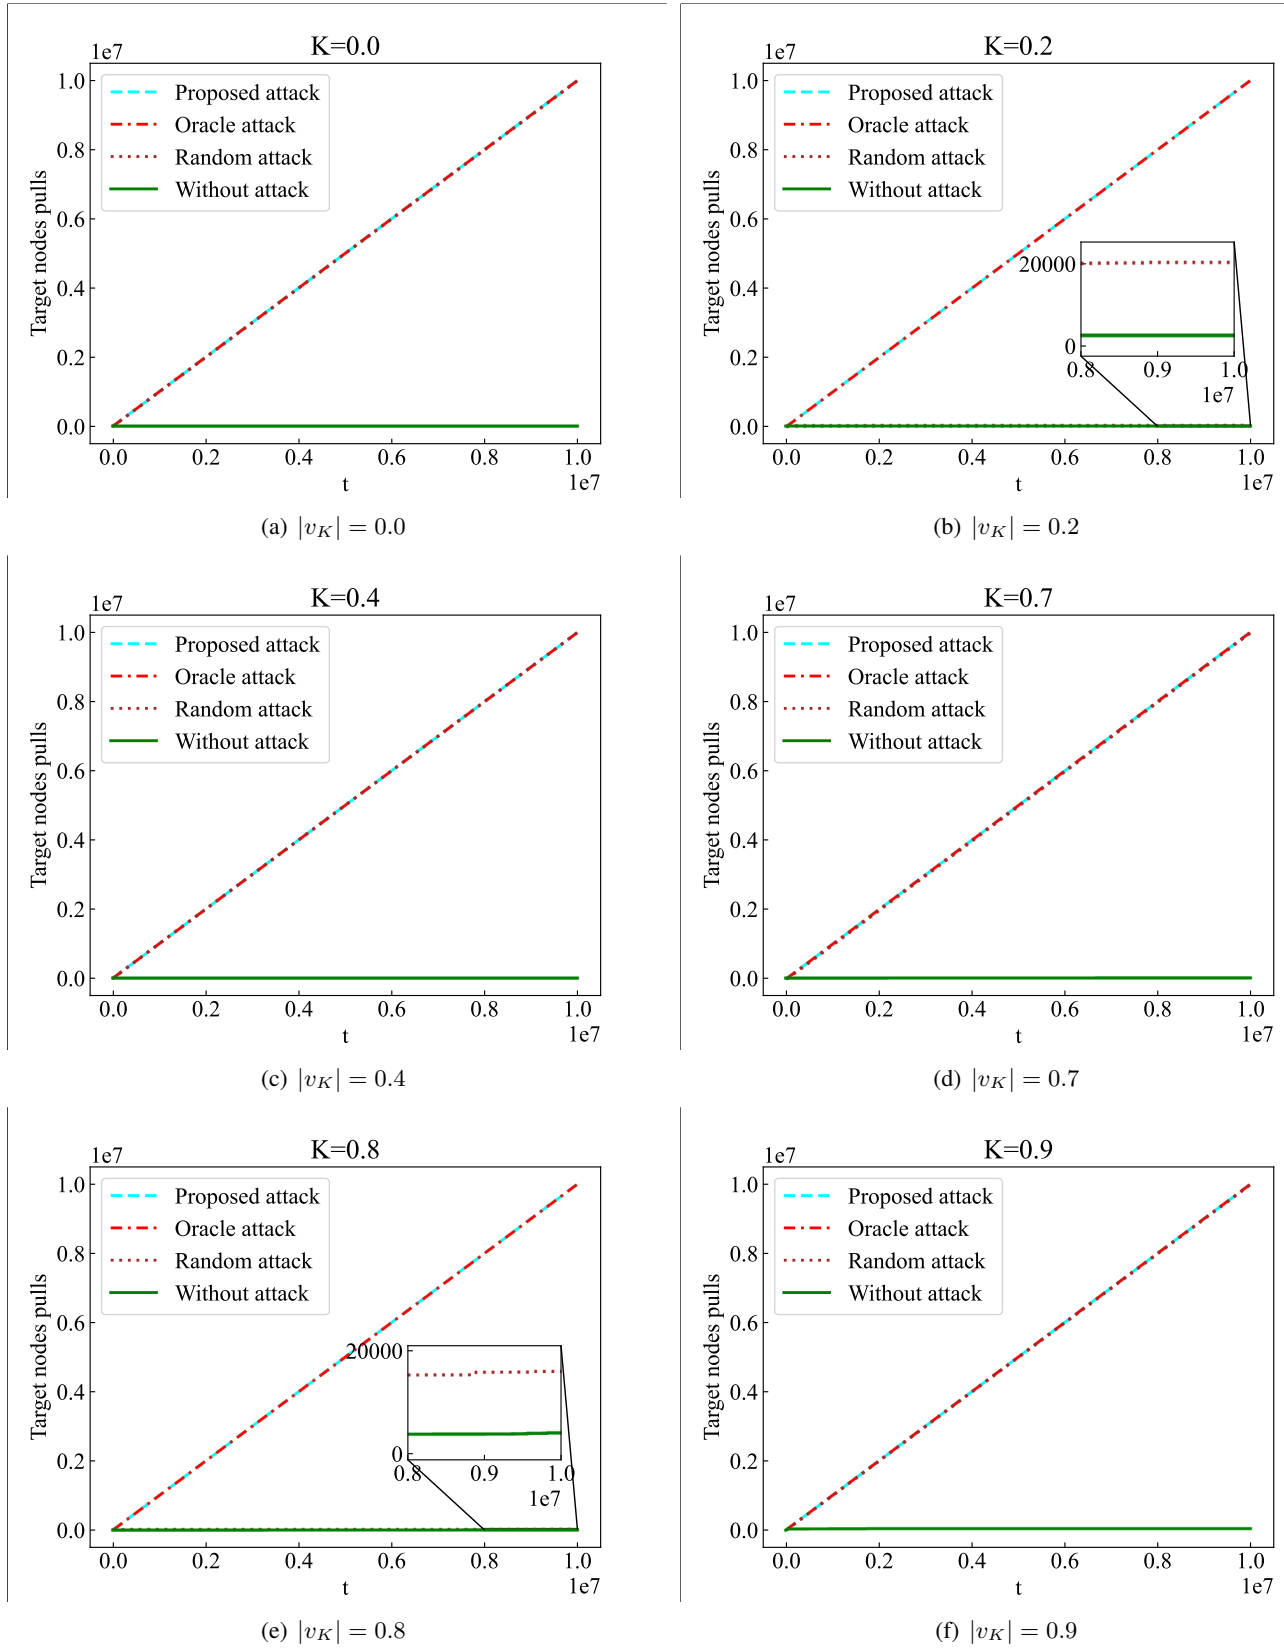 K=0.0
1e7
Target nodes pulls
1.0
0.8
0.6
0.4
0.2
0.0
Proposed attack
Oracle attack
Random attack
Without attack
0.0 0.2 0.4 0.6 0.8 1.0
1e7
t
(a) |v_K| = 0.0
K=0.2
1e7
Target nodes pulls
1.0
0.8
0.6
0.4
0.2
0.0
Proposed attack
Oracle attack
Random attack
Without attack
20000
0
0.8 0.9 1.0
1e7
0.0 0.2 0.4 0.6 0.8 1.0
1e7
t
(b) |v_K| = 0.2
K=0.4
1e7
Target nodes pulls
1.0
0.8
0.6
0.4
0.2
0.0
Proposed attack
Oracle attack
Random attack
Without attack
0.0 0.2 0.4 0.6 0.8 1.0
1e7
t
(c) |v_K| = 0.4
K=0.7
1e7
Target nodes pulls
1.0
0.8
0.6
0.4
0.2
0.0
Proposed attack
Oracle attack
Random attack
Without attack
0.0 0.2 0.4 0.6 0.8 1.0
1e7
t
(d) |v_K| = 0.7
K=0.8
1e7
Target nodes pulls
1.0
0.8
0.6
0.4
0.2
0.0
Proposed attack
Oracle attack
Random attack
Without attack
20000
0
0.8 0.9 1.0
1e7
0.0 0.2 0.4 0.6 0.8 1.0
1e7
t
(e) |v_K| = 0.8
K=0.9
1e7
Target nodes pulls
1.0
0.8
0.6
0.4
0.2
0.0
Proposed attack
Oracle attack
Random attack
Without attack
0.0 0.2 0.4 0.6 0.8 1.0
1e7
t
(f) |v_K| = 0.9